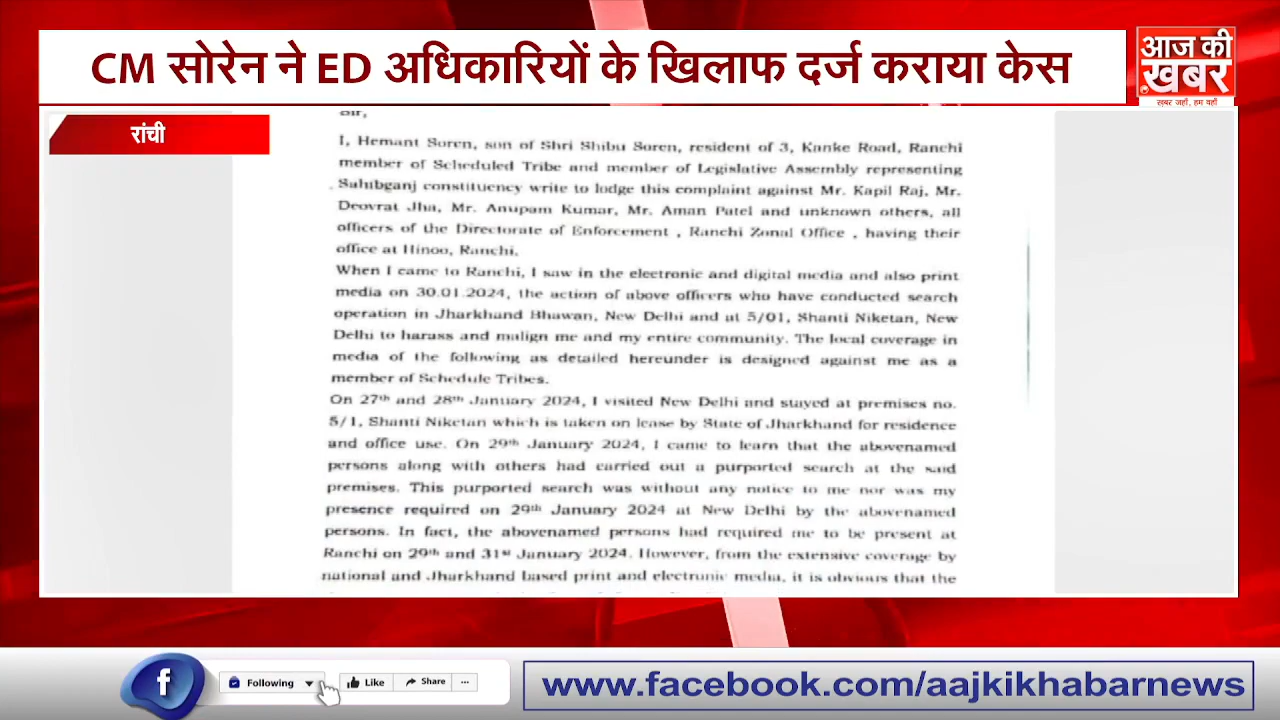 CM सोरेन ने ED अधिकारियों के खिलाफ दर्ज कराया केस
आज की
ख़बर
ख़बर जहाँ, हम वहाँ
रांची
Sir,
I, Hemant Soren, son of Shri Shibu Soren, resident of 3, Kanke Road, Ranchi
member of Scheduled Tribe and member of Legislative Assembly representing
Sahibganj constituency write to lodge this complaint against Mr. Kapil Raj, Mr.
Deovrat Jha, Mr. Anupam Kumar, Mr. Aman Patel and unknown others, all
officers of the Directorate of Enforcement , Ranchi Zonal Office , having their
office at Hinoo, Ranchi.
When I came to Ranchi, I saw in the electronic and digital media and also print
media on 30.01.2024, the action of above officers who have conducted search
operation in Jharkhand Bhawan, New Delhi and at 5/01, Shanti Niketan, New
Delhi to harass and malign me and my entire community. The local coverage in
media of the following as detailed hereunder is designed against me as a
member of Schedule Tribes.
On 27th and 28th January 2024, I visited New Delhi and stayed at premises no.
5/1, Shanti Niketan which is taken on lease by State of Jharkhand for residence
and office use. On 29th January 2024, I came to learn that the abovenamed
persons along with others had carried out a purported search at the said
premises. This purported search was without any notice to me nor was my
presence required on 29th January 2024 at New Delhi by the abovenamed
persons. In fact, the abovenamed persons had required me to be present at
Ranchi on 29th and 31st January 2024. However, from the extensive coverage by
national and Jharkhand based print and electronic media, it is obvious that the
f
Following
Like
Share
www.facebook.com/aajkikhabarnews